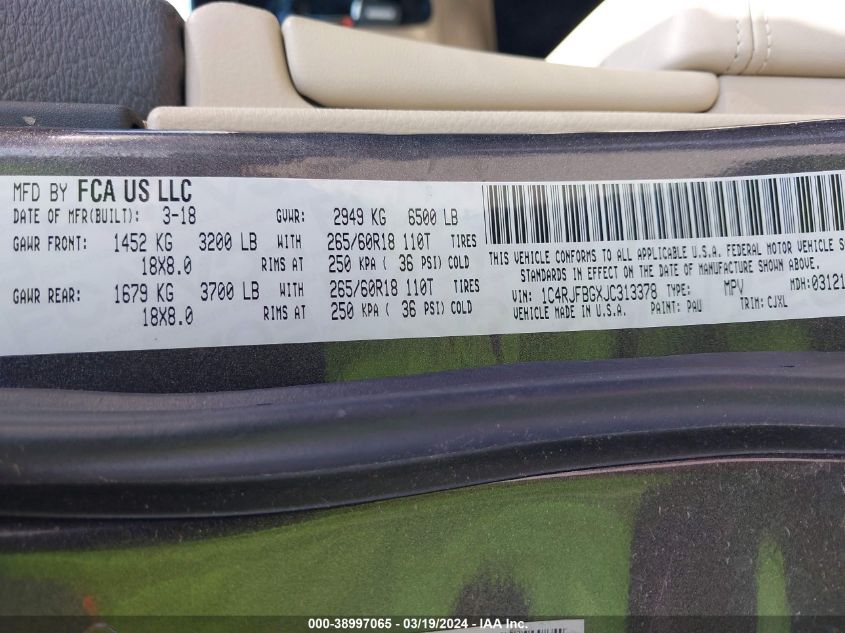 MFD BY FCA US LLC
DATE OF MFR(BUILT): 3-18 GVWR: 2949 KG 6500 LB
GAWR FRONT: 1452 KG 3200 LB WITH 265/60R18 110T TIRES
18X8.0 RIMS AT 250 KPA ( 36 PSI) COLD
GAWR REAR: 1679 KG 3700 LB WITH 265/60R18 110T TIRES
18X8.0 RIMS AT 250 KPA ( 36 PSI) COLD
THIS VEHICLE CONFORMS TO ALL APPLICABLE U.S.A. FEDERAL MOTOR VEHICLE S
STANDARDS IN EFFECT ON THE DATE OF MANUFACTURE SHOWN ABOVE.
VIN: 1C4RJFBGXJC313378 TYPE: MPV MDH: 03121
VEHICLE MADE IN U.S.A. PAINT: PAU TRIM: CJXL
000-38997065 - 03/19/2024 - IAA Inc.